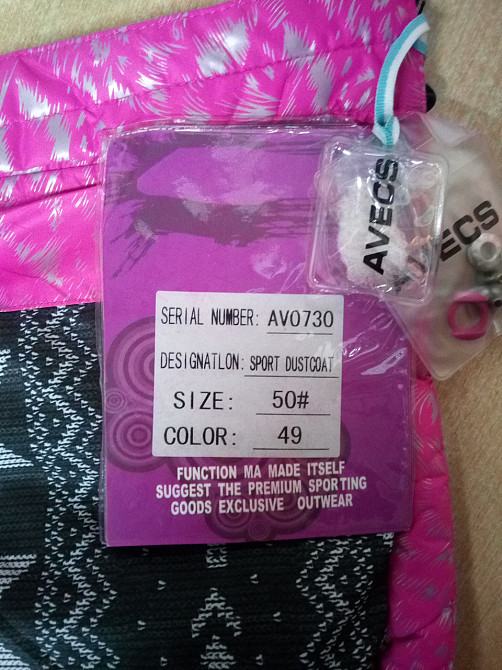 AVECS
AVECS
SERIAL NUMBER: AV0730
DESIGNATLON: SPORT DUSTCOAT
SIZE: 50#
COLOR: 49
FUNCTION MA MADE ITSELF
SUGGEST THE PREMIUM SPORTING
GOODS EXCLUSIVE OUTWEAR